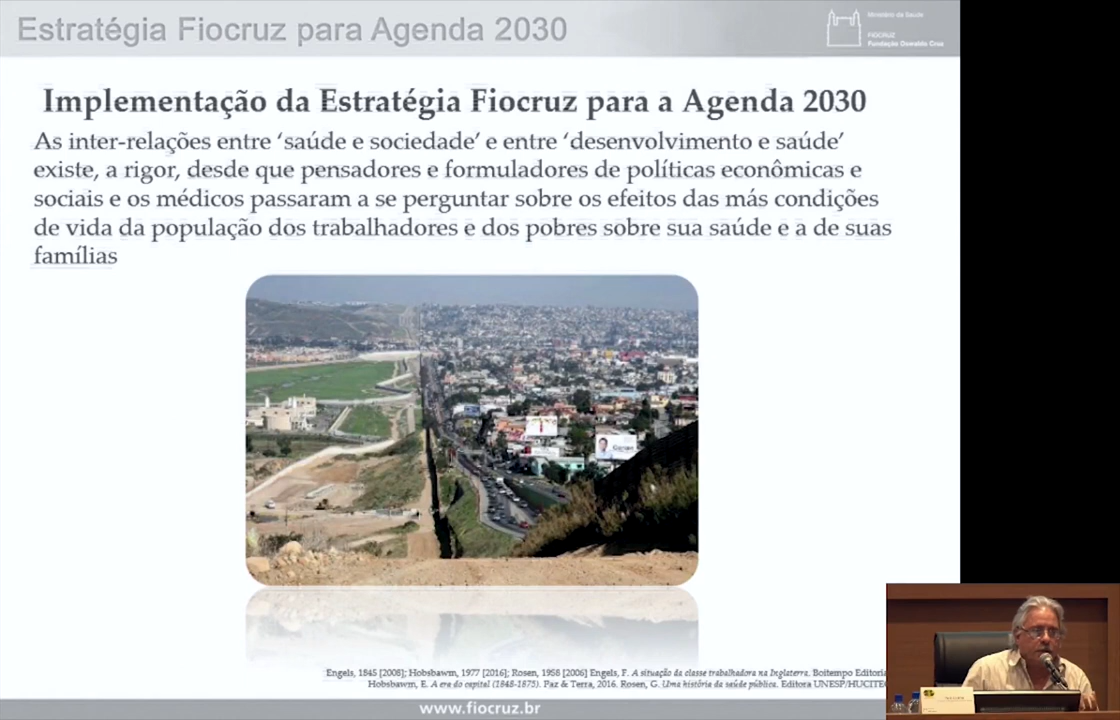 Estratégia Fiocruz para Agenda 2030
Ministério da Saúde
FIOCRUZ
Fundação Oswaldo Cruz
Implementação da Estratégia Fiocruz para a Agenda 2030
As inter-relações entre ‘saúde e sociedade’ e entre ‘desenvolvimento e saúde’
existe, a rigor, desde que pensadores e formuladores de políticas econômicas e
sociais e os médicos passaram a se perguntar sobre os efeitos das más condições
de vida da população dos trabalhadores e dos pobres sobre sua saúde e a de suas
famílias
Engels, 1845 [2008]; Hobsbawm, 1977 [2016]; Rosen, 1958 [2006] Engels, F. A situação da classe trabalhadora na Inglaterra. Boitempo Editoria
Hobsbawm, E. A era do capital (1848-1875). Paz & Terra, 2016. Rosen, G. Uma história da saúde pública. Editora UNESP/HUCITE
www.fiocruz.br